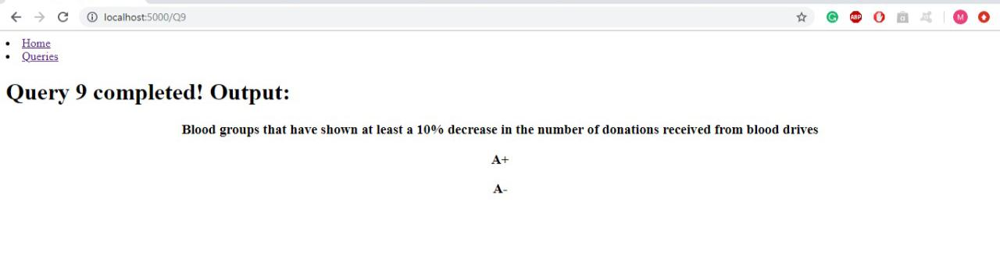 localhost:5000/Q9
ABP
M
Home
Queries
Query 9 completed! Output:
Blood groups that have shown at least a 10% decrease in the number of donations received from blood drives
A+
A-